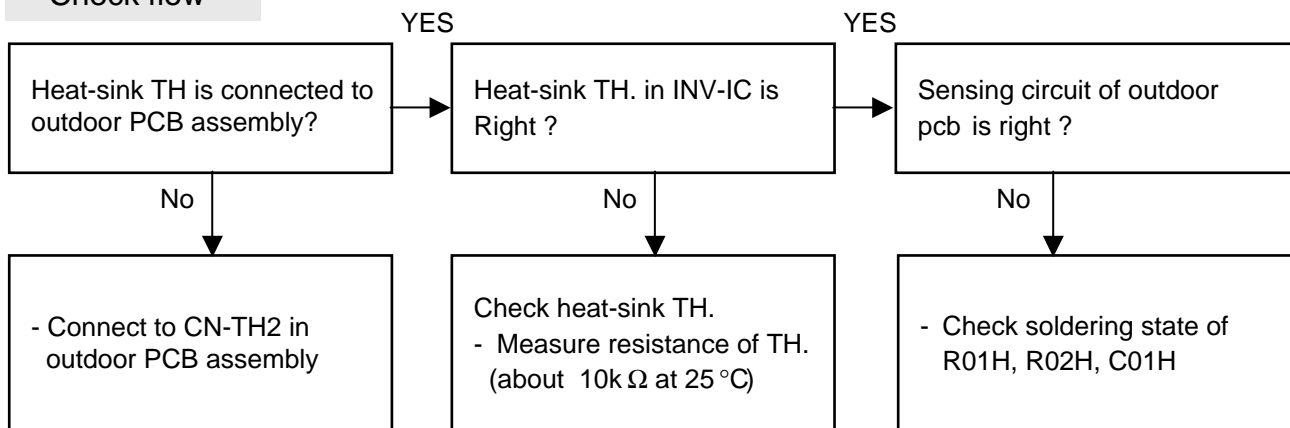 Check flow
YES
YES
Heat-sink TH is connected to
outdoor PCB assembly?
Heat-sink TH. in INV-IC is
Right ?
Sensing circuit of outdoor
pcb is right ?
No
No
No
- Connect to CN-TH2 in
outdoor PCB assembly
Check heat-sink TH.
- Measure resistance of TH.
(about 10k Ω at 25 °C)
- Check soldering state of
R01H, R02H, C01H